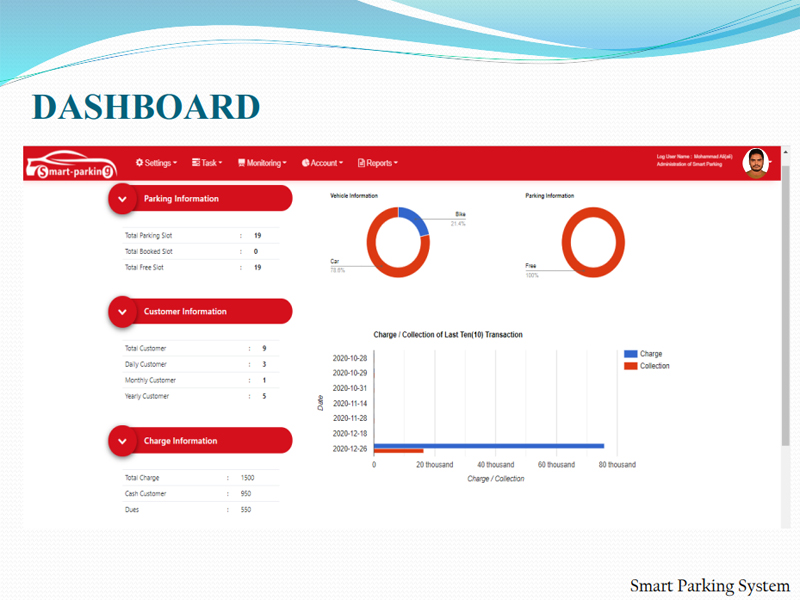 DASHBOARD
Smart-parking
Settings
Task
Monitoring
Account
Reports
Log User Name : Mohammad Ali(ali)
Administration of Smart Parking
Parking Information
Total Parking Slot : 19
Total Booked Slot : 0
Total Free Slot : 19
Customer Information
Total Customer : 9
Daily Customer : 3
Monthly Customer : 1
Yearly Customer : 5
Charge Information
Total Charge : 1500
Cash Customer : 950
Dues : 550
Vehicle Information
Bike
21.4%
Car
78.6%
Parking Information
Free
100%
Charge / Collection of Last Ten(10) Transaction
Charge
Collection
Date
2020-10-28
2020-10-29
2020-10-31
2020-11-14
2020-11-28
2020-12-18
2020-12-26
0 20 thousand 40 thousand 60 thousand 80 thousand
Charge / Collection
Smart Parking System